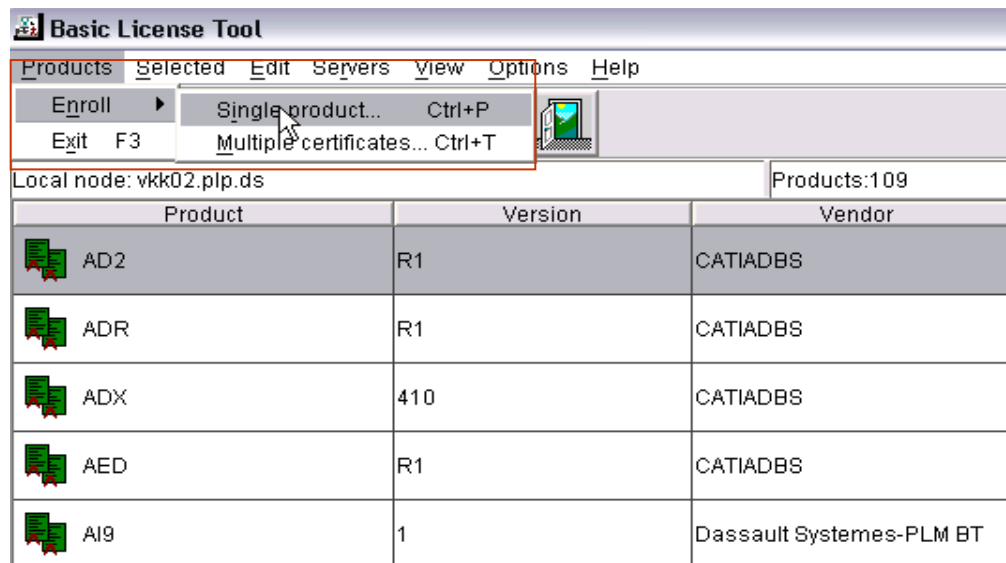 Basic License Tool
Products Selected Edit Servers View Options Help
Enroll Single product... Ctrl+P
Exit F3 Multiple certificates... Ctrl+T
Local node: vkk02.plp.ds Products:109
Product Version Vendor
AD2 R1 CATIADBS
ADR R1 CATIADBS
ADX 410 CATIADBS
AED R1 CATIADBS
AI9 1 Dassault Systemes-PLM BT